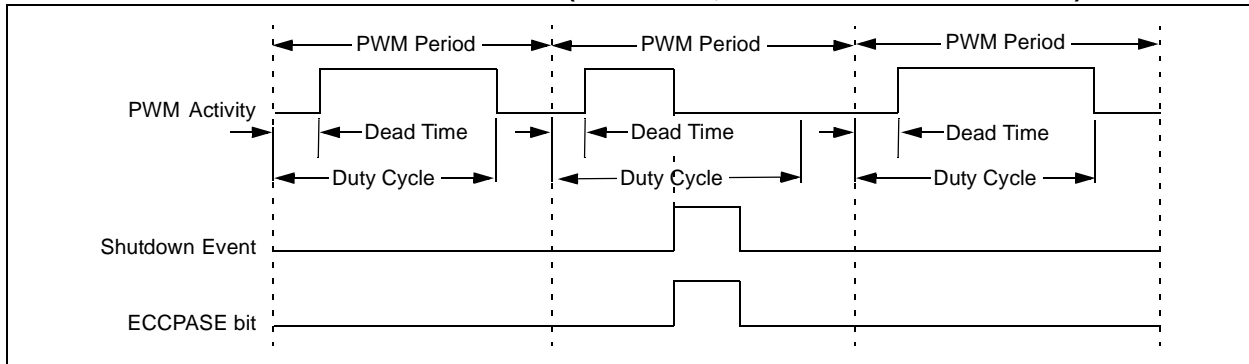 PWM Period PWM Period PWM Period
PWM Activity
Dead Time Dead Time Dead Time
Duty Cycle Duty Cycle Duty Cycle
Shutdown Event
ECCPASE bit